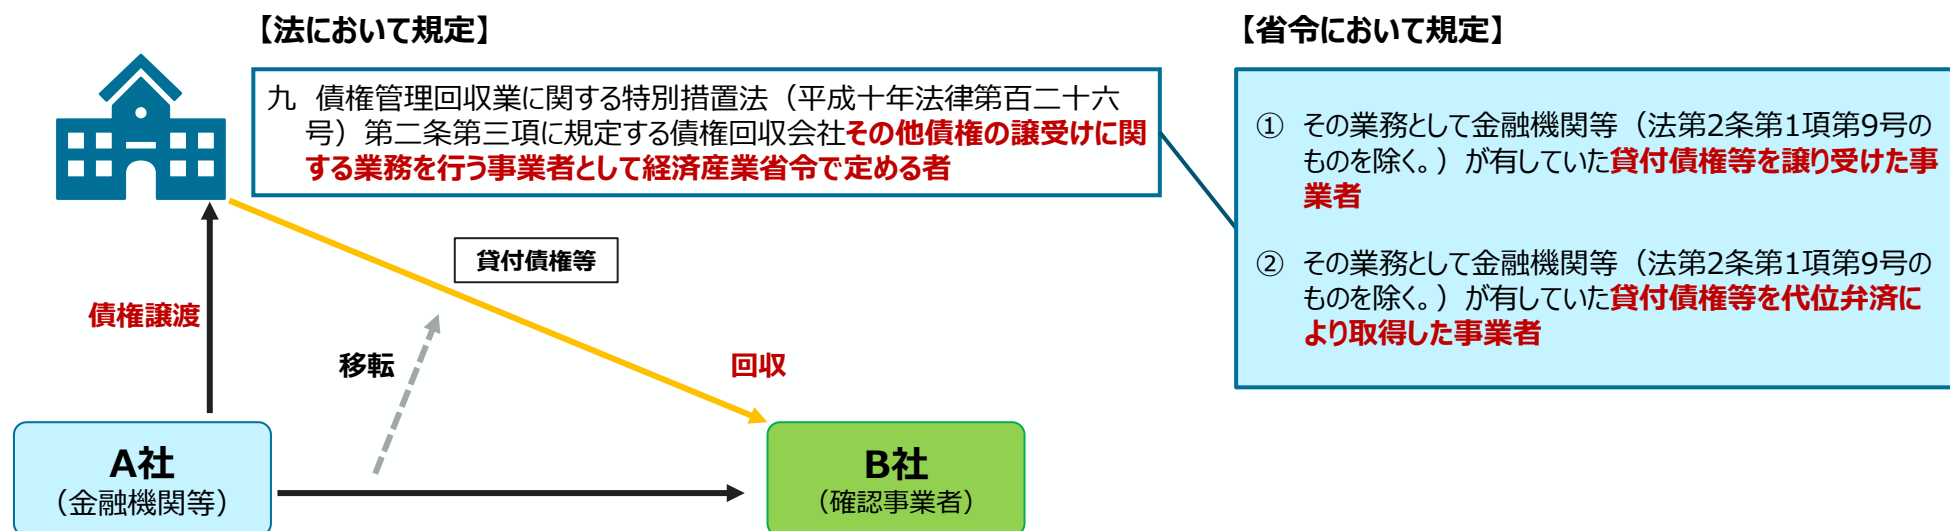 【法において規定】
九 債権管理回収業に関する特別措置法（平成十年法律第百二十六
号）第二条第三項に規定する債権回収会社その他債権の譲受けに関
する業務を行う事業者として経済産業省令で定める者
貸付債権等
債権譲渡
移転
回収
A社
（金融機関等）
B社
（確認事業者）
【省令において規定】
① その業務として金融機関等（法第2条第1項第9号の
ものを除く。）が有していた貸付債権等を譲り受けた事
業者
② その業務として金融機関等（法第2条第1項第9号の
ものを除く。）が有していた貸付債権等を代位弁済に
より取得した事業者